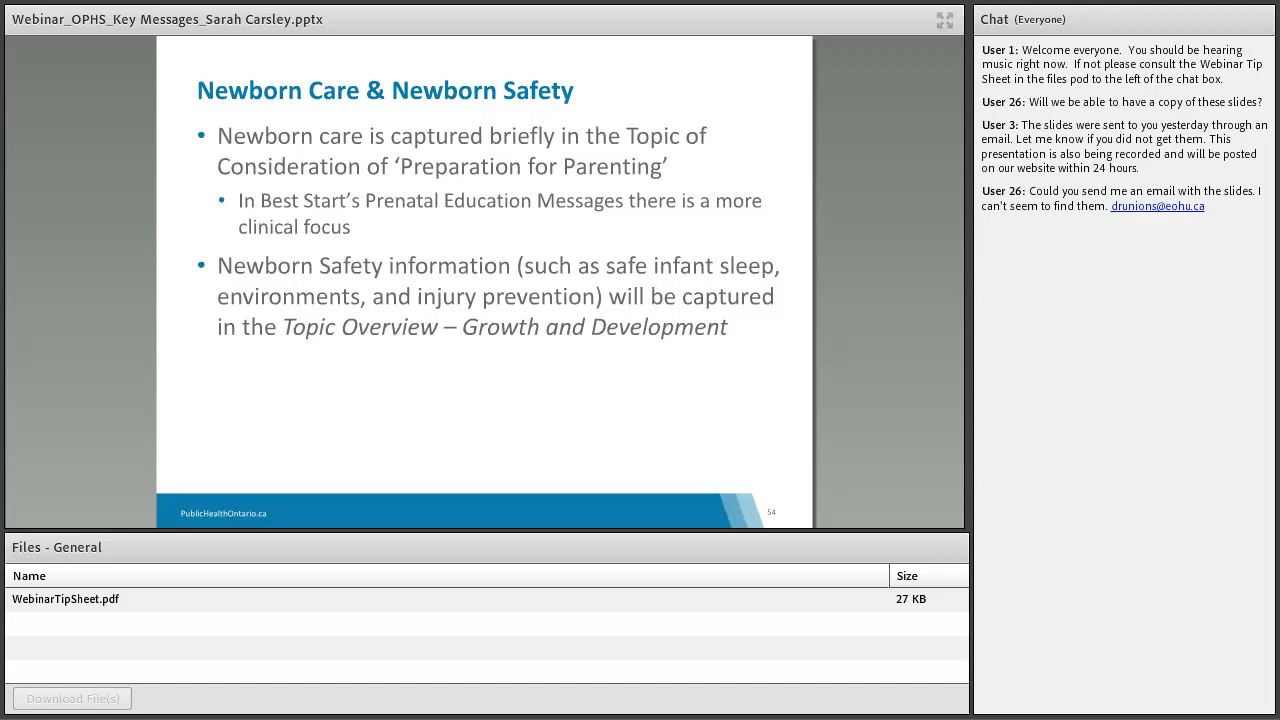 Webinar_OPHS_Key Messages_Sarah Carsley.pptx
Newborn Care & Newborn Safety
• Newborn care is captured briefly in the Topic of
Consideration of ‘Preparation for Parenting’
• In Best Start’s Prenatal Education Messages there is a more
clinical focus
• Newborn Safety information (such as safe infant sleep,
environments, and injury prevention) will be captured
in the Topic Overview – Growth and Development
PublicHealthOntario.ca
54
Files - General
Name Size
WebinarTipSheet.pdf 27 KB
Download File(s)
Chat (Everyone)
User 1: Welcome everyone. You should be hearing
music right now. If not please consult the Webinar Tip
Sheet in the files pod to the left of the chat box.
User 26: Will we be able to have a copy of these slides?
User 3: The slides were sent to you yesterday through an
email. Let me know if you did not get them. This
presentation is also being recorded and will be posted
on our website within 24 hours.
User 26: Could you send me an email with the slides. I
can't seem to find them. drunions@eohu.ca